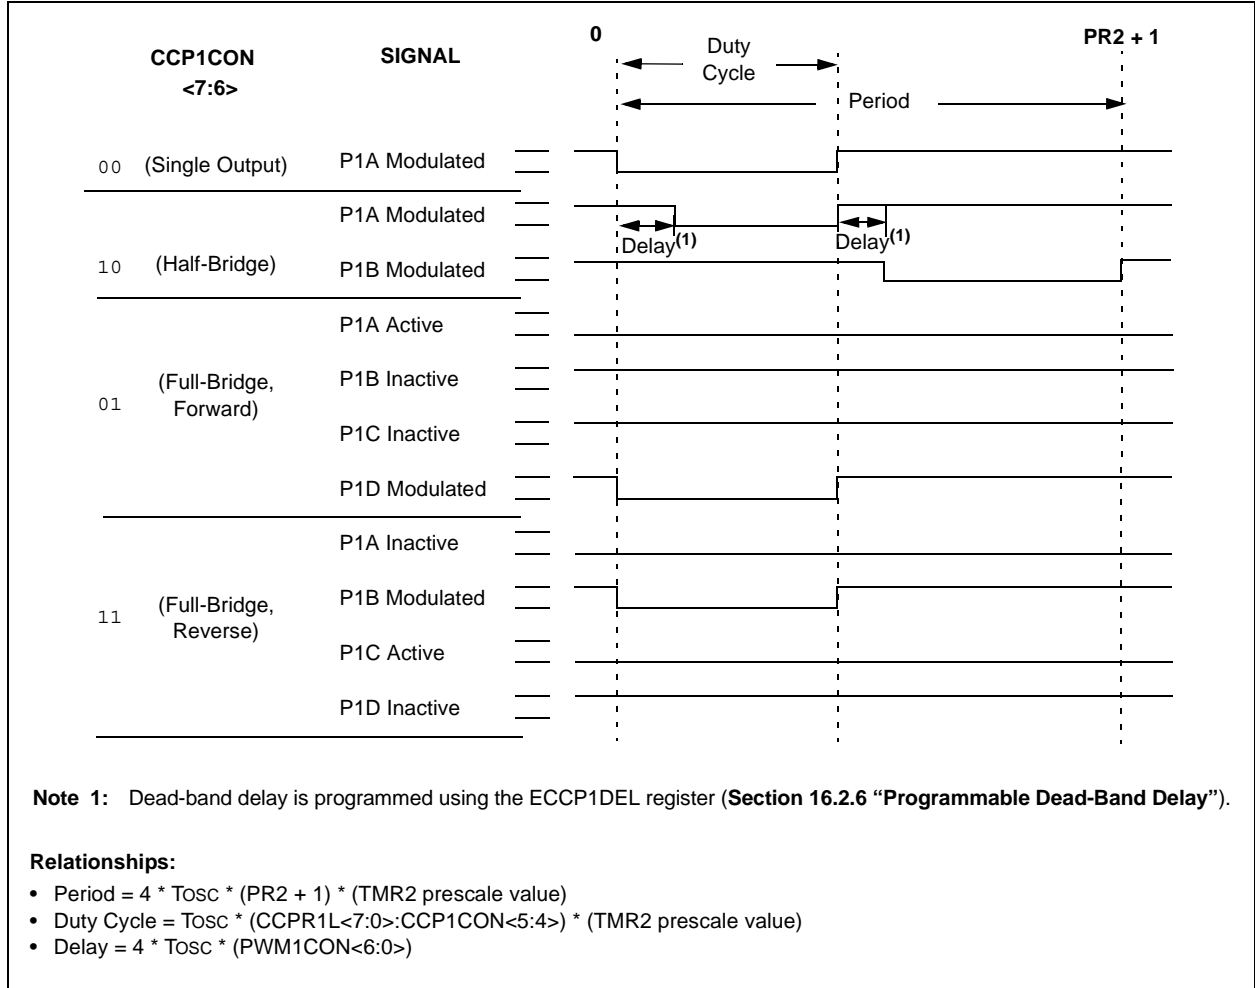 CCP1CON
<7:6>
SIGNAL
0
Duty
Cycle
PR2 + 1
Period
00 (Single Output) P1A Modulated
P1A Modulated
Delay(1) Delay(1)
10 (Half-Bridge) P1B Modulated
P1A Active
(Full-Bridge, P1B Inactive
01 Forward)
P1C Inactive
P1D Modulated
P1A Inactive
(Full-Bridge, P1B Modulated
11 Reverse)
P1C Active
P1D Inactive
Note 1: Dead-band delay is programmed using the ECCP1DEL register (Section 16.2.6 “Programmable Dead-Band Delay”).
Relationships:
• Period = 4 * TOSC * (PR2 + 1) * (TMR2 prescale value)
• Duty Cycle = TOSC * (CCPR1L<7:0>:CCP1CON<5:4>) * (TMR2 prescale value)
• Delay = 4 * TOSC * (PWM1CON<6:0>)